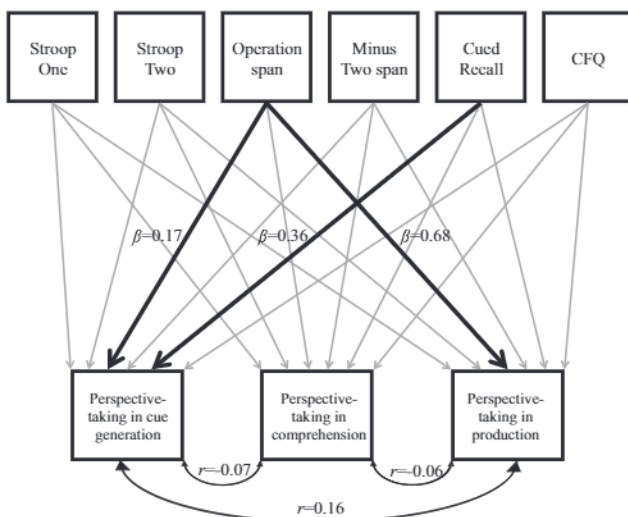 Stroop
One
Stroop
Two
Operation
span
Minus
Two span
Cued
Recall
CFQ
β=0.17
β=0.36
β=0.68
Perspective-
taking in cue
generation
Perspective-
taking in
comprehension
Perspective-
taking in
production
r=-0.07
r=-0.06
r=0.16